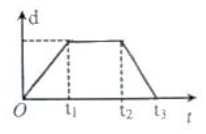 d
O t₁ t₂ t₃ t